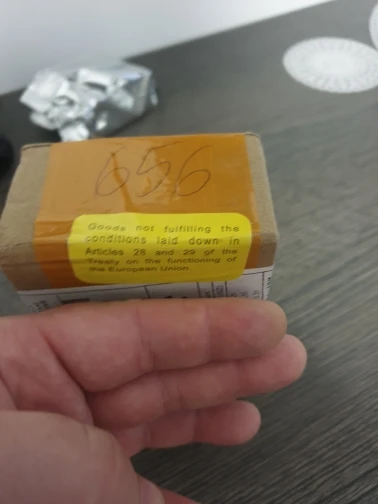 656
Goods not fulfilling the
conditions laid down in
Articles 28 and 29 of the
Treaty on the functioning of
the European Union.